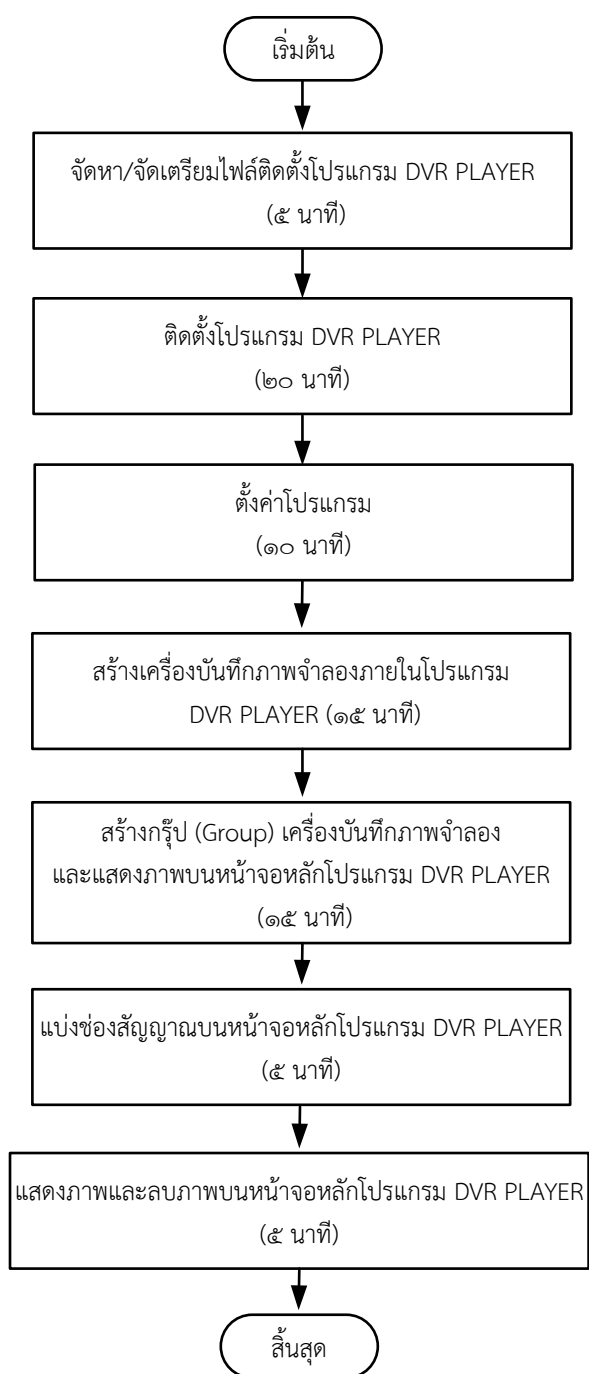 เริ่มต้น
จัดหา/จัดเตรียมไฟล์ติดตั้งโปรแกรม DVR PLAYER
(๕ นาที)
ติดตั้งโปรแกรม DVR PLAYER
(๒๐ นาที)
ตั้งค่าโปรแกรม
(๑๐ นาที)
สร้างเครื่องบันทึกภาพจำลองภายในโปรแกรม
DVR PLAYER (๑๕ นาที)
สร้างกรุ๊ป (Group) เครื่องบันทึกภาพจำลอง
และแสดงภาพบนหน้าจอหลักโปรแกรม DVR PLAYER
(๑๕ นาที)
แบ่งช่องสัญญาณบนหน้าจอหลักโปรแกรม DVR PLAYER
(๕ นาที)
แสดงภาพและลบภาพบนหน้าจอหลักโปรแกรม DVR PLAYER
(๕ นาที)
สิ้นสุด